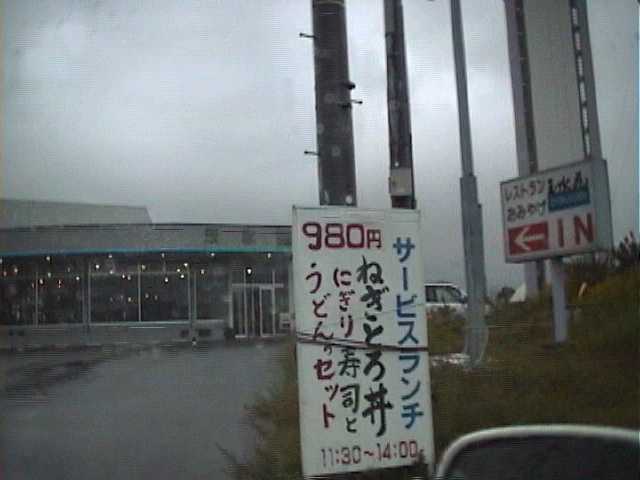 980円
サービスランチ
ねぎとろ丼
にぎり寿司と
うどんのセット
11:30～14:00
レストラン
おみやげ
IN